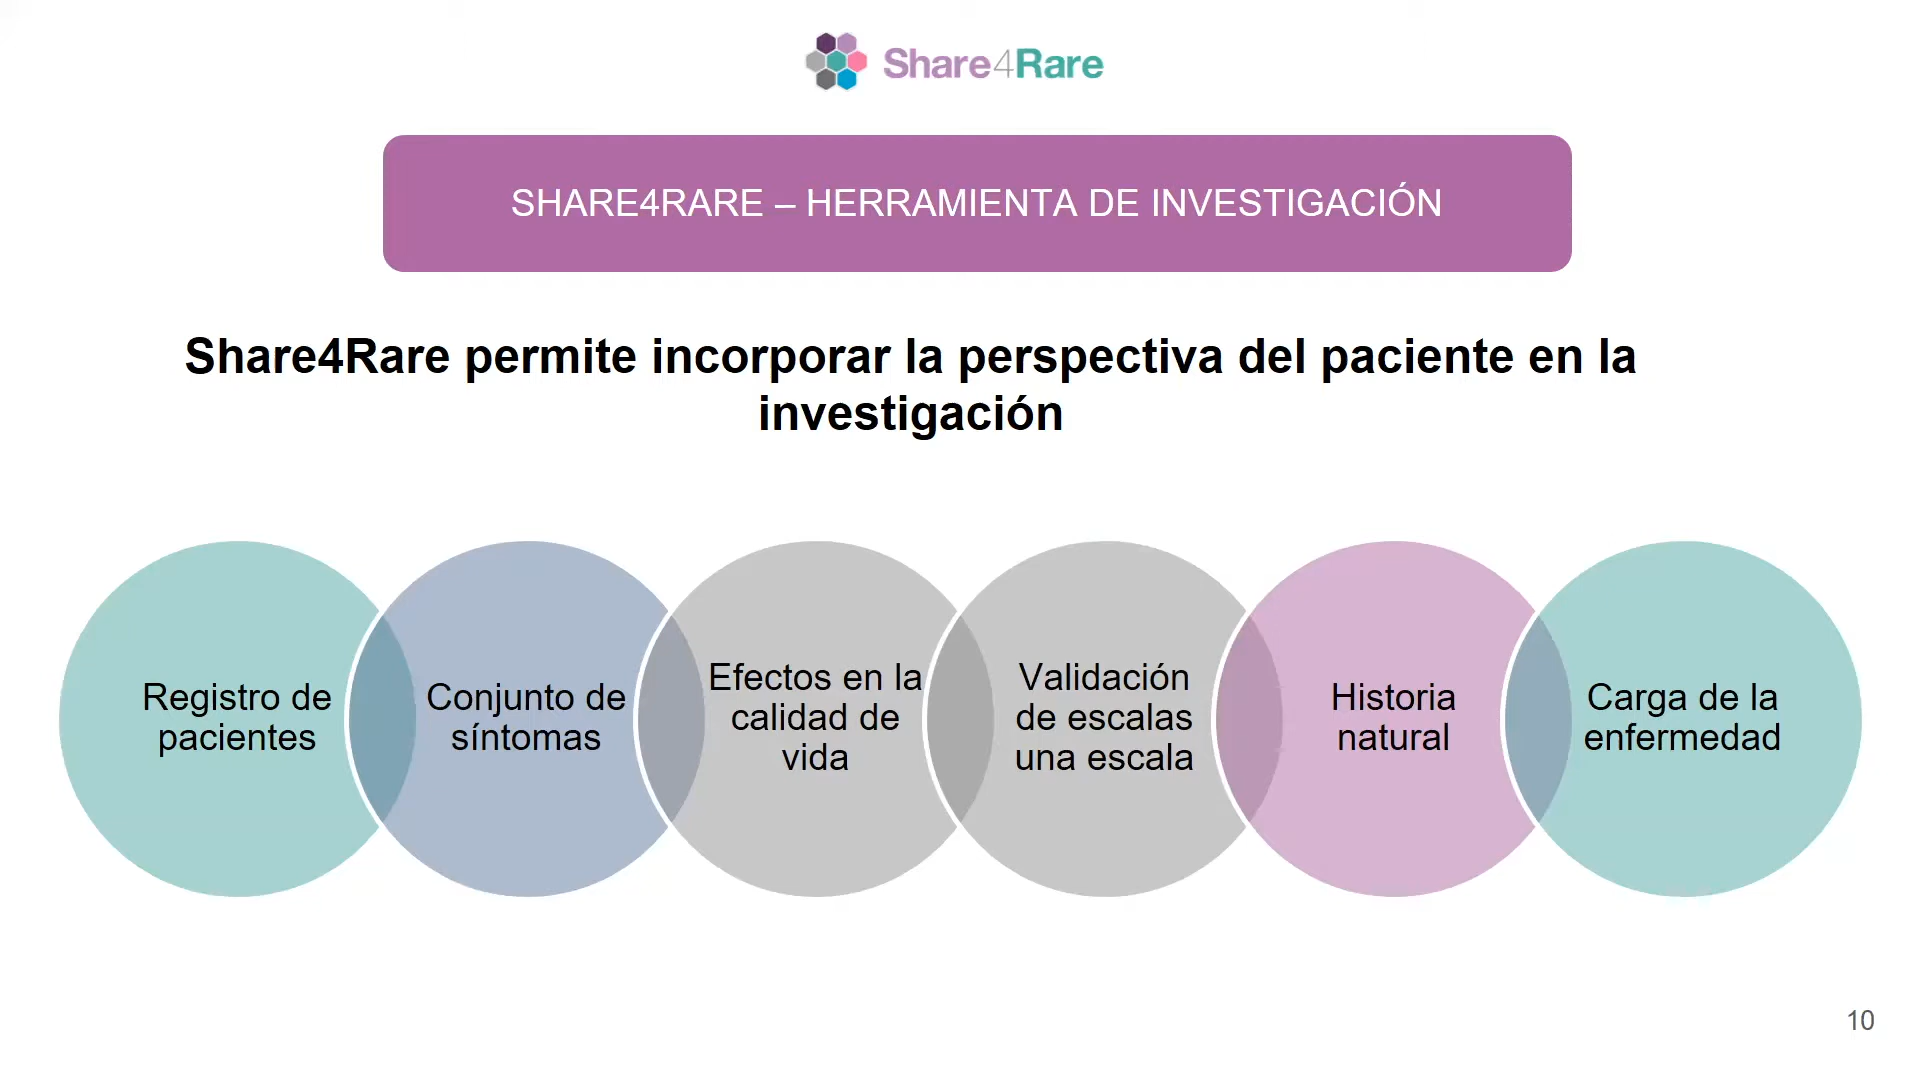 Share4Rare
SHARE4RARE – HERRAMIENTA DE INVESTIGACIÓN
Share4Rare permite incorporar la perspectiva del paciente en la
investigación
Registro de
pacientes
Conjunto de
síntomas
Efectos en la
calidad de
vida
Validación
de escalas
una escala
Historia
natural
Carga de la
enfermedad
10